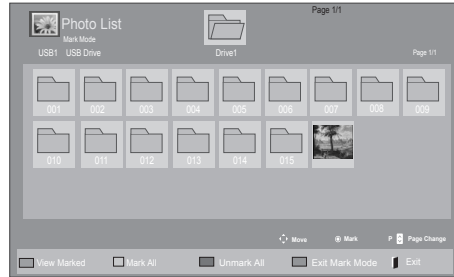 Page 1/1
Photo List
Mark Mode
USB1 USB Drive Drive1 Page 1/1
001 002 003 004 005 006 007 008 009
010 011 012 013 014 015
Move Mark P Page Change
View Marked Mark All Unmark All Exit Mark Mode Exit